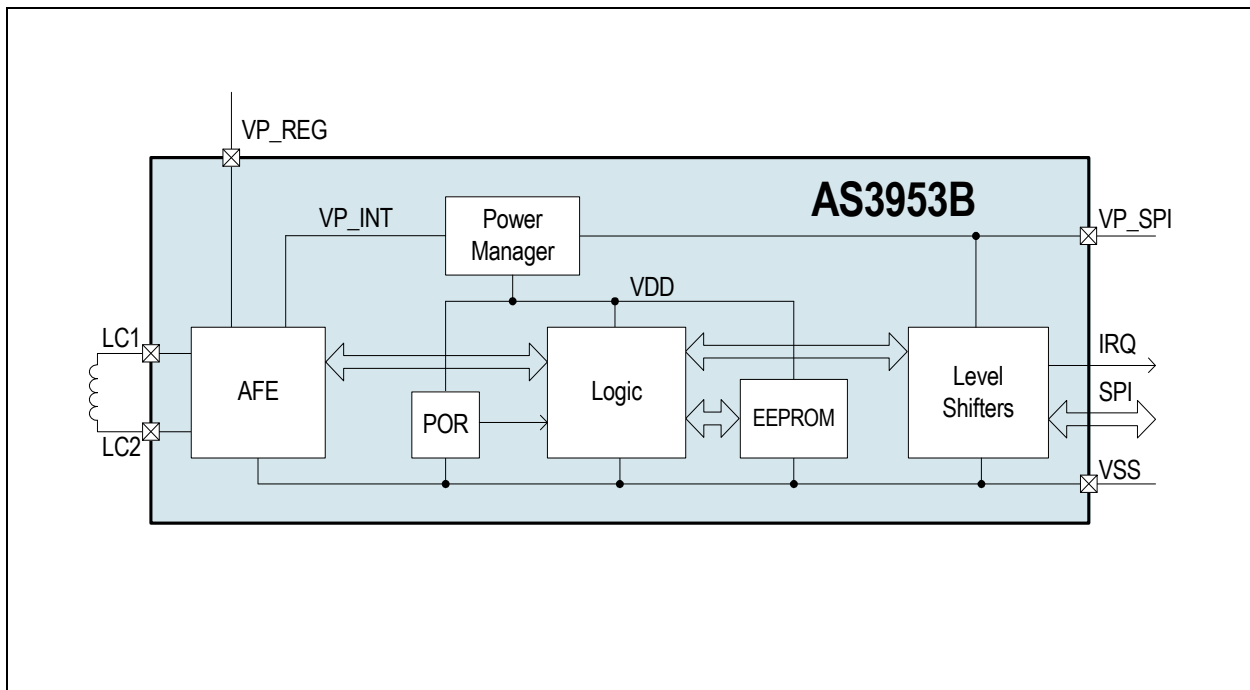 VP_REG
AS3953B
VP_INT
Power
Manager
VP_SPI
VDD
LC1
IRQ
AFE
Logic
Level
Shifters
SPI
POR
EEPROM
LC2
VSS